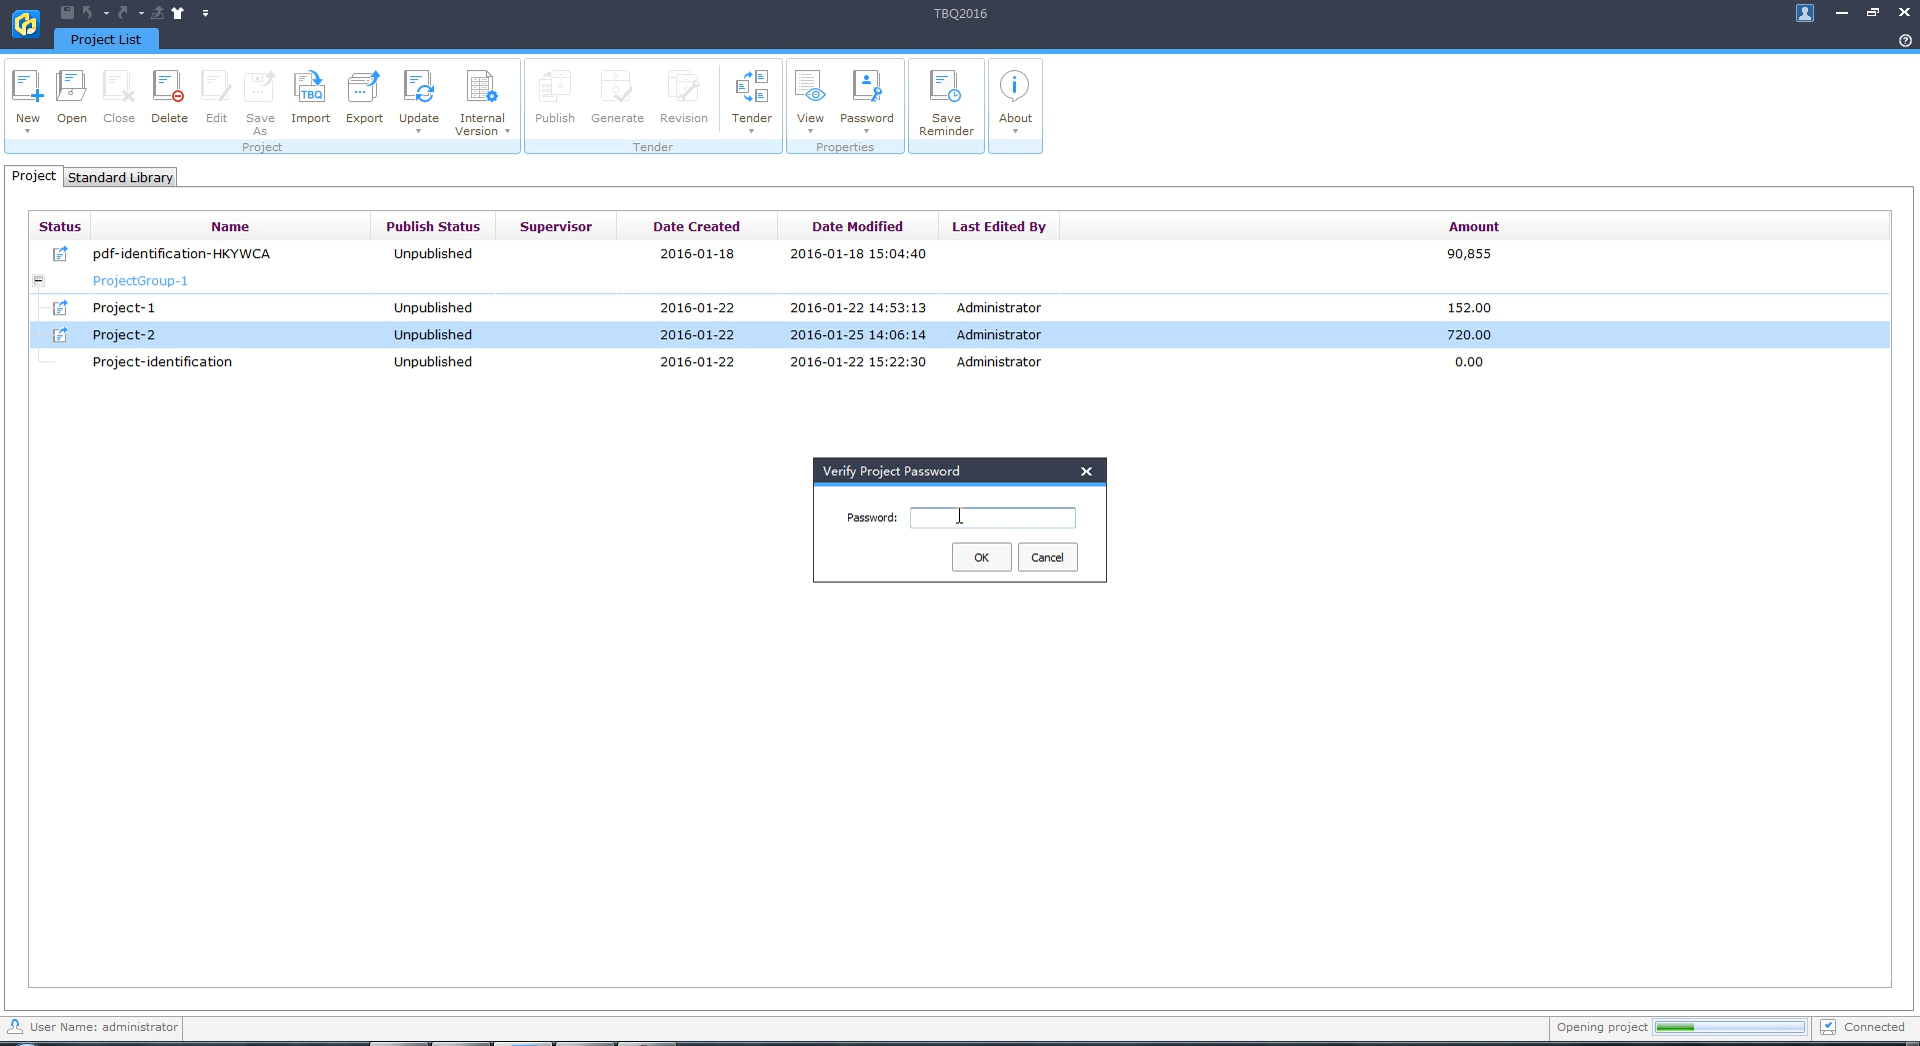 TBQ2016
Project List
New Open Close Delete Edit Save As Import Export Update Internal Version
Publish Generate Revision Tender
View Password
Save Reminder
About
TBQ
Project Tender Properties
Project Standard Library
Status Name Publish Status Supervisor Date Created Date Modified Last Edited By Amount
pdf-identification-HKYWCA Unpublished 2016-01-18 2016-01-18 15:04:40 90,855
ProjectGroup-1
Project-1 Unpublished 2016-01-22 2016-01-22 14:53:13 Administrator 152.00
Project-2 Unpublished 2016-01-22 2016-01-25 14:06:14 Administrator 720.00
Project-identification Unpublished 2016-01-22 2016-01-22 15:22:30 Administrator 0.00
Verify Project Password
Password:
OK Cancel
User Name: administrator Opening project Connected